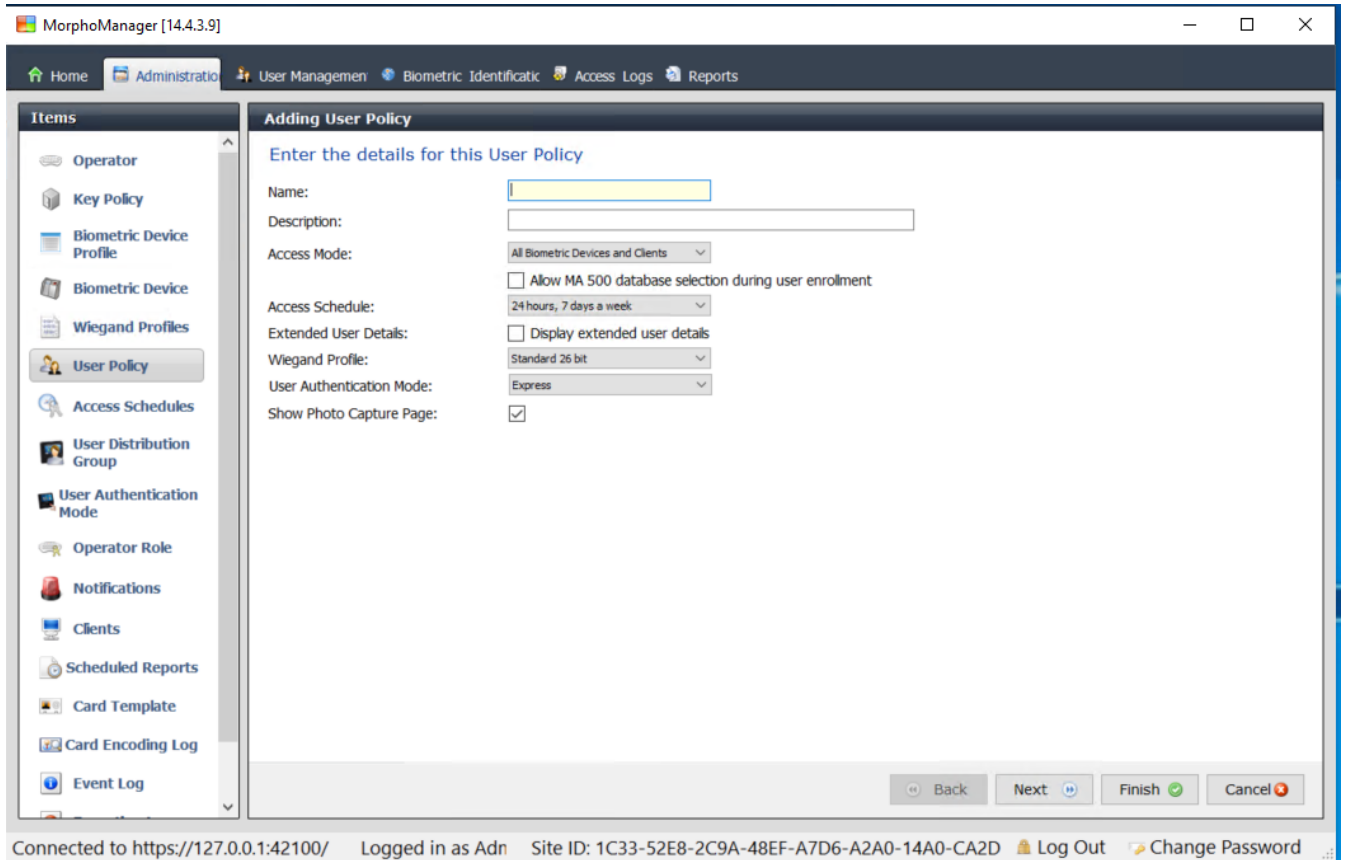 MorphoManager [14.4.3.9]
Home Administratio User Managemen Biometric Identificatic Access Logs Reports
Items
Operator
Key Policy
Biometric Device
Profile
Biometric Device
Wiegand Profiles
User Policy
Access Schedules
User Distribution
Group
User Authentication
Mode
Operator Role
Notifications
Clients
Scheduled Reports
Card Template
Card Encoding Log
Event Log
Adding User Policy
Enter the details for this User Policy
Name:
Description:
Access Mode: All Biometric Devices and Clients
Allow MA 500 database selection during user enrollment
Access Schedule: 24 hours, 7 days a week
Extended User Details: Display extended user details
Wiegand Profile: Standard 26 bit
User Authentication Mode: Express
Show Photo Capture Page:
Back Next Finish Cancel
Connected to https://127.0.0.1:42100/ Logged in as Adn Site ID: 1C33-52E8-2C9A-48EF-A7D6-A2A0-14A0-CA2D Log Out Change Password